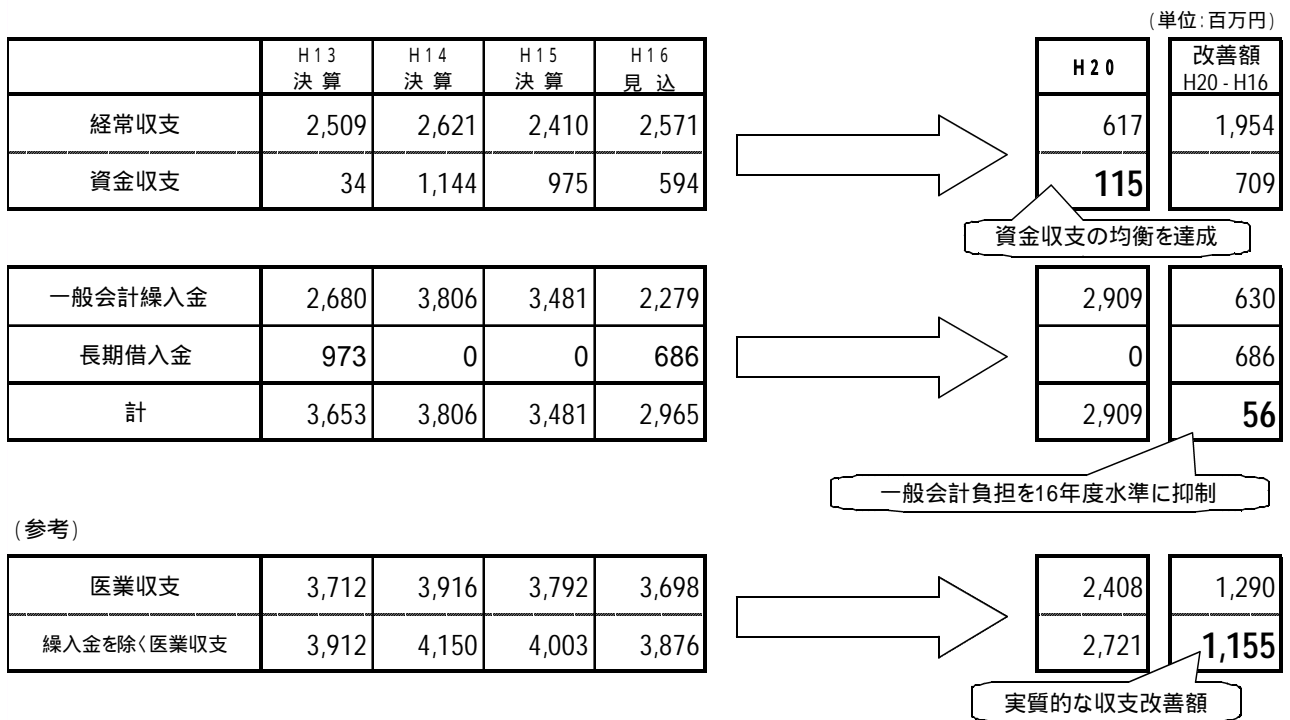 (単位:百万円)
H13 H14 H15 H16 H20 改善額
決算 決算 決算 見込 H20-H16
経常収支 2,509 2,621 2,410 2,571 617 1,954
資金収支 34 1,144 975 594 115 709
資金収支の均衡を達成
一般会計繰入金 2,680 3,806 3,481 2,279 2,909 630
長期借入金 973 0 0 686 0 686
計 3,653 3,806 3,481 2,965 2,909 56
一般会計負担を16年度水準に抑制
(参考)
医業収支 3,712 3,916 3,792 3,698 2,408 1,290
繰入金を除く医業収支 3,912 4,150 4,003 3,876 2,721 1,155
実質的な収支改善額